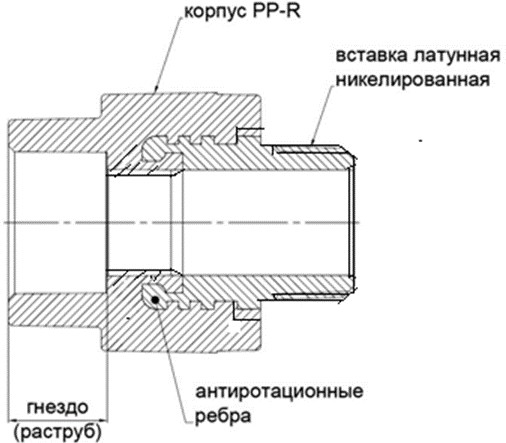 корпус PP-R
вставка латунная
никелированная
антиротационные
ребра
гнездо
(раструб)